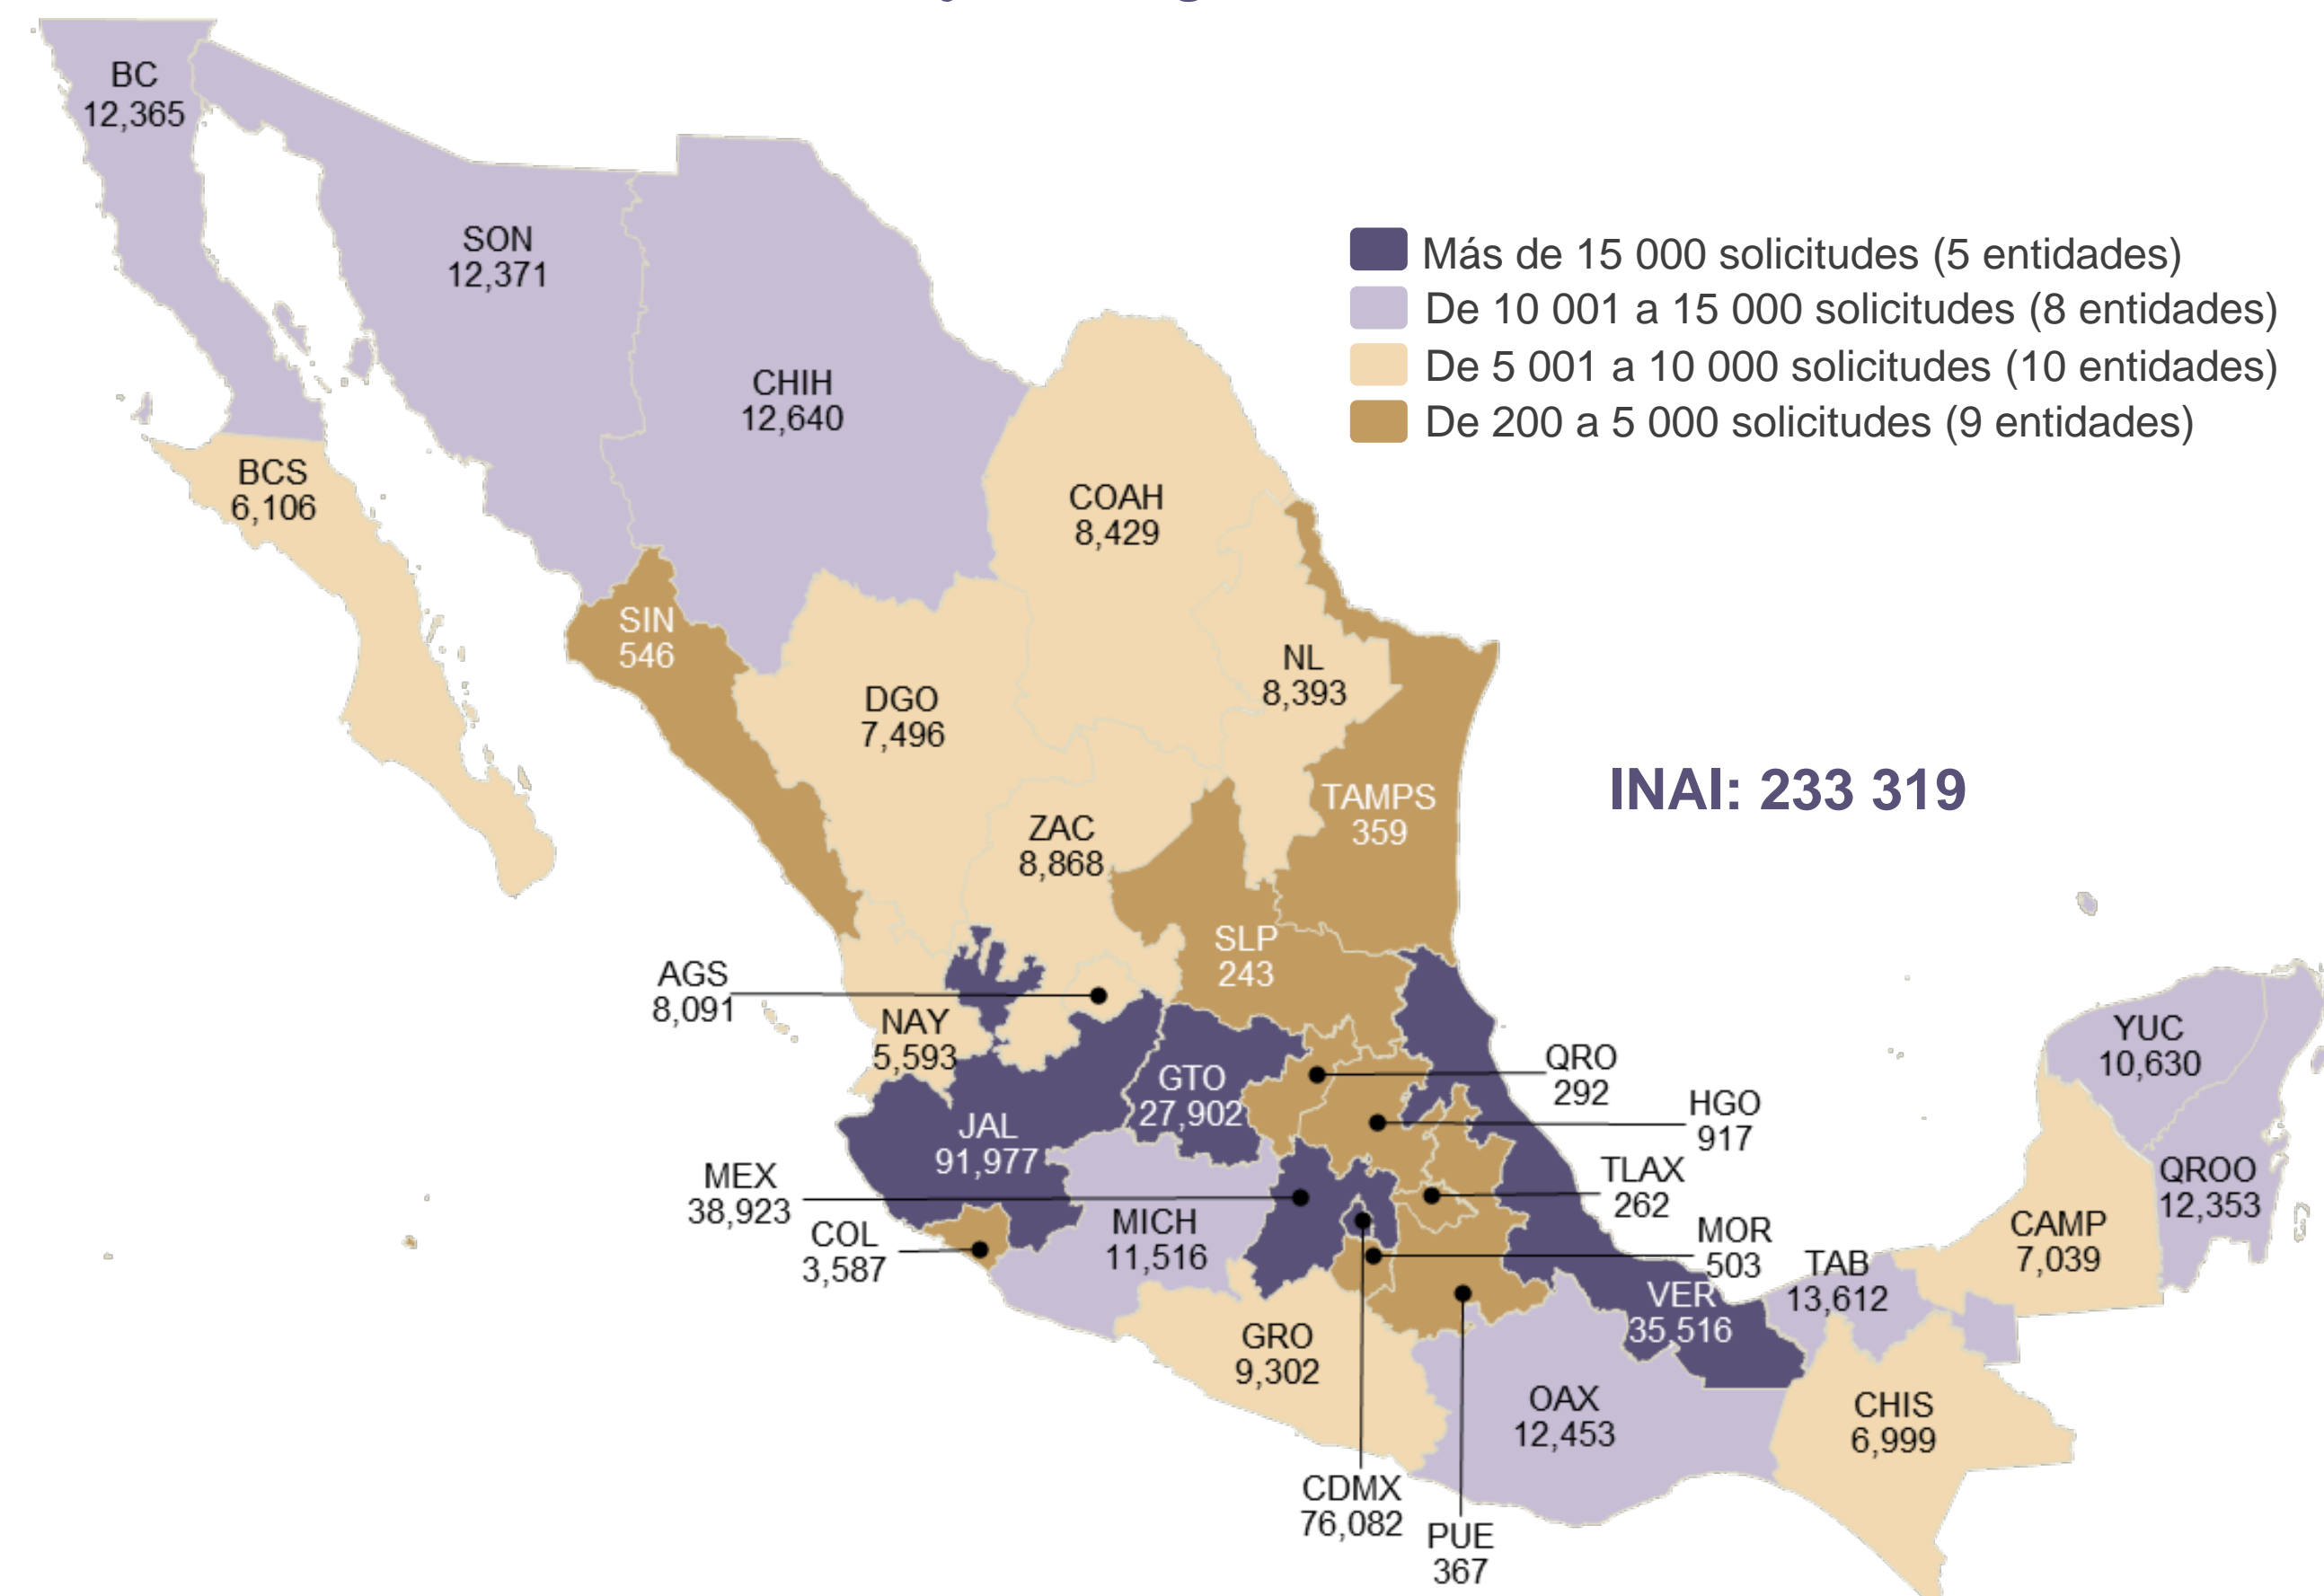 BC
12,365
SON
12,371
CHIH
12,640
Más de 15 000 solicitudes (5 entidades)
De 10 001 a 15 000 solicitudes (8 entidades)
De 5 001 a 10 000 solicitudes (10 entidades)
De 200 a 5 000 solicitudes (9 entidades)
BCS
6,106
COAH
8,429
SIN
546
NL
8,393
DGO
7,496
INAI: 233 319
TAMPS
359
ZAC
8,868
SLP
243
AGS
8,091
NAY
5,593
YUC
10,630
QRO
292
GTO
27,902
HGO
917
JAL
91,977
MEX
38,923
TLAX
262
QROO
12,353
COL
3,587
MICH
11,516
MOR
503
CAMP
7,039
TAB
13,612
VER
35,516
GRO
9,302
OAX
12,453
CHIS
6,999
CDMX
76,082
PUE
367